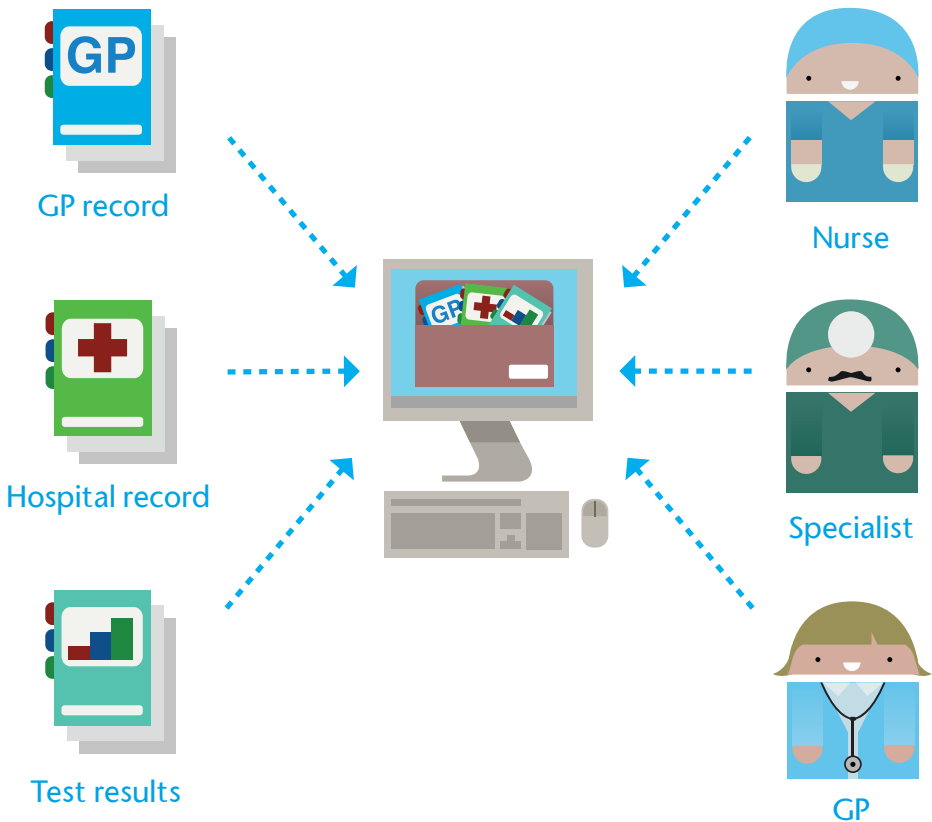 GP
GP record
Nurse
GP
Hospital record
Specialist
Test results
GP